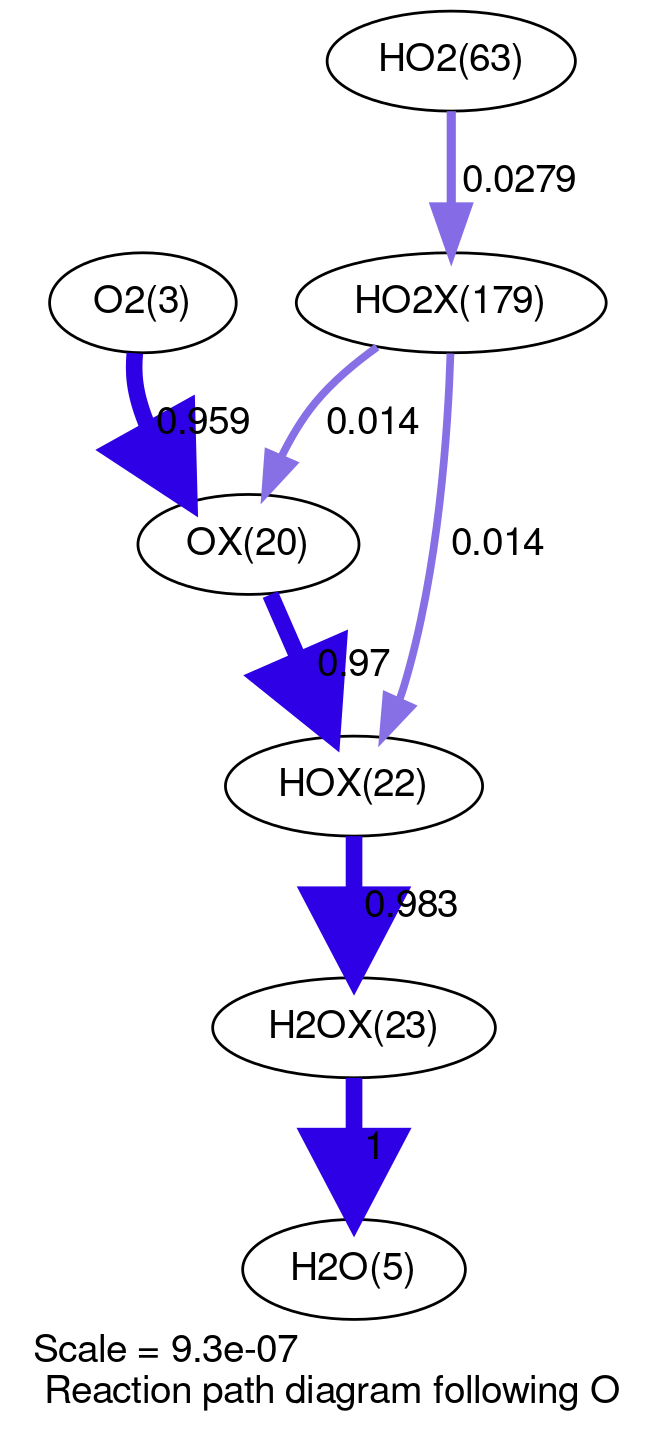 HO2(63)
0.0279
O2(3)
HO2X(179)
0.959
0.014
OX(20)
0.014
0.97
HOX(22)
0.983
H2OX(23)
1
H2O(5)
Scale = 9.3e-07
Reaction path diagram following O